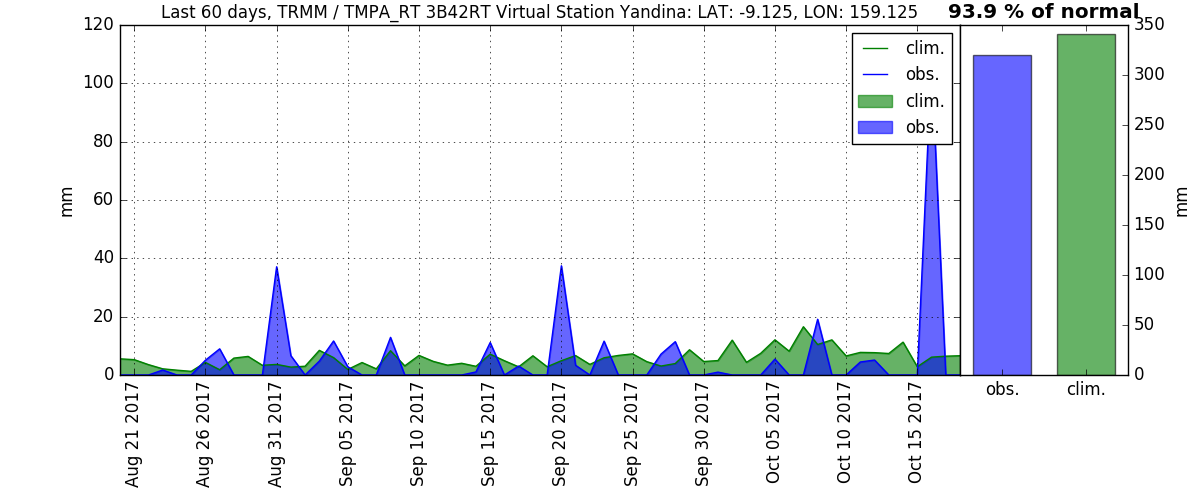 Last 60 days, TRMM / TMPA_RT 3B42RT Virtual Station Yandina: LAT: -9.125, LON: 159.125
93.9 % of normal
120
100
80
60
40
20
0
mm
clim.
obs.
clim.
obs.
350
300
250
200
150
100
50
0
mm
Aug 21 2017
Aug 26 2017
Aug 31 2017
Sep 05 2017
Sep 10 2017
Sep 15 2017
Sep 20 2017
Sep 25 2017
Sep 30 2017
Oct 05 2017
Oct 10 2017
Oct 15 2017
obs.
clim.